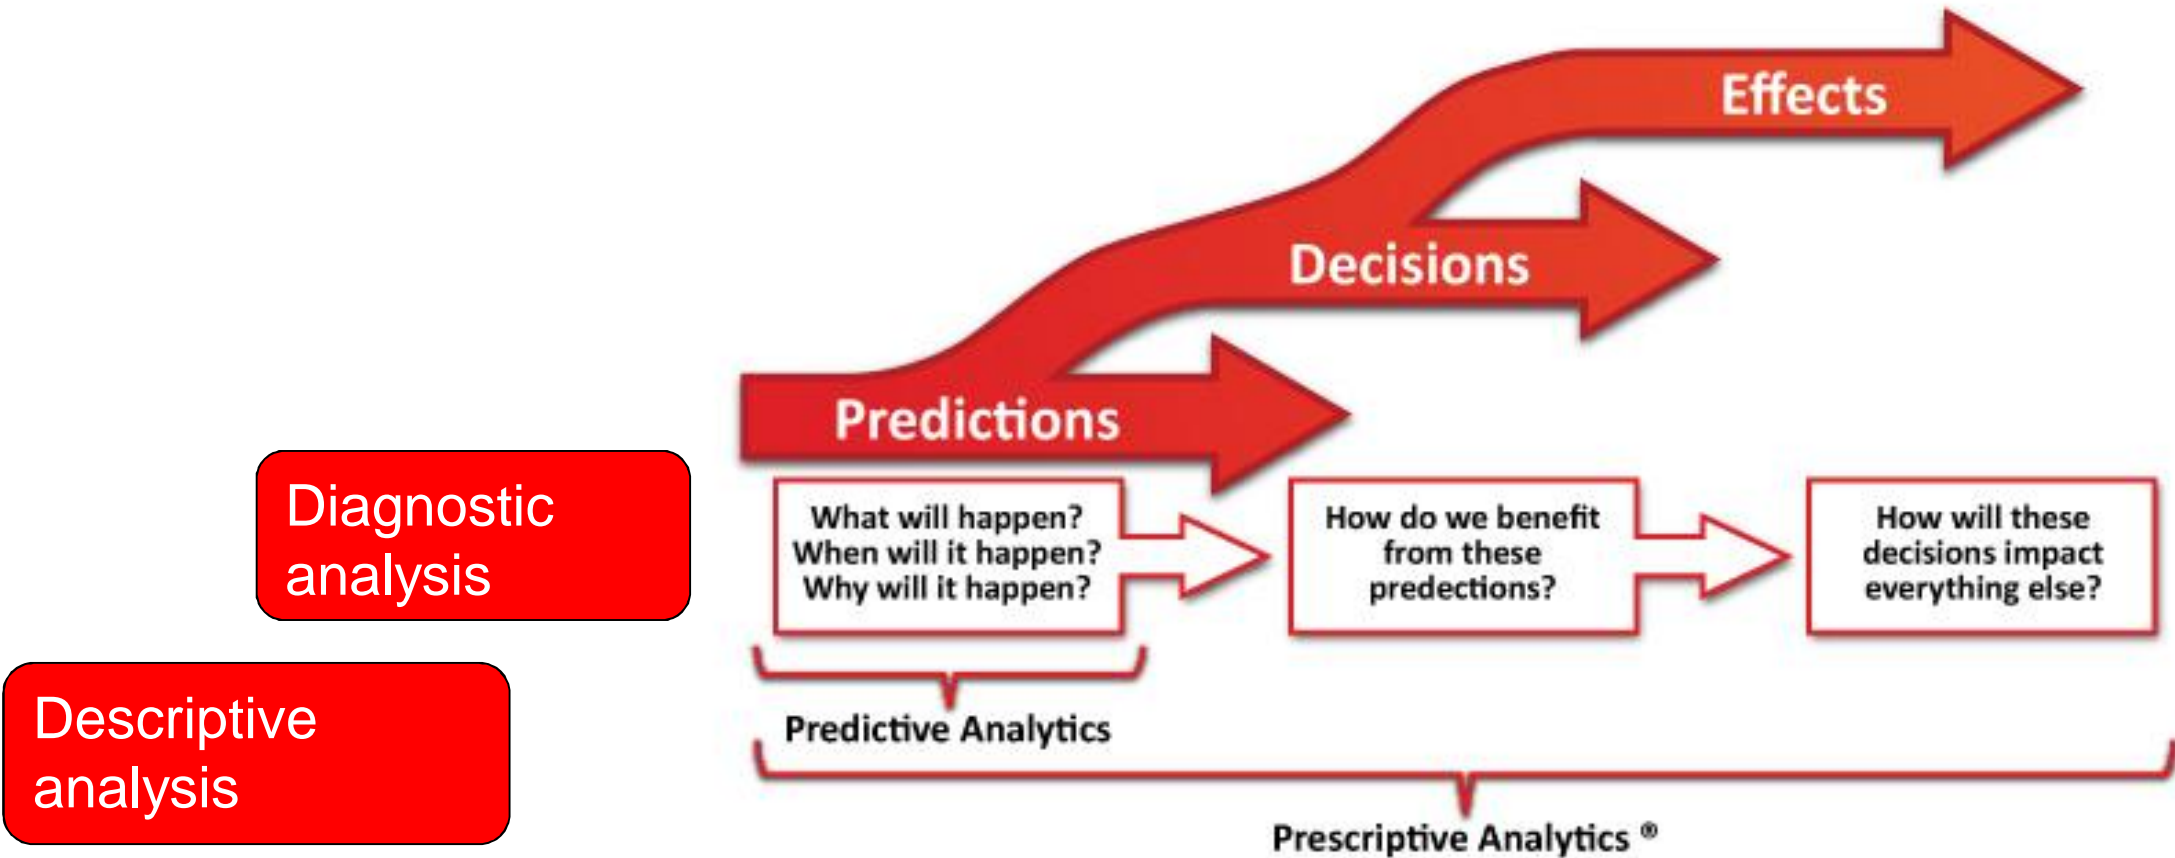 Effects
Decisions
Predictions
Diagnostic
analysis
What will happen?
When will it happen?
Why will it happen?
How do we benefit
from these
predections?
How will these
decisions impact
everything else?
Descriptive
analysis
Predictive Analytics
Prescriptive Analytics ®